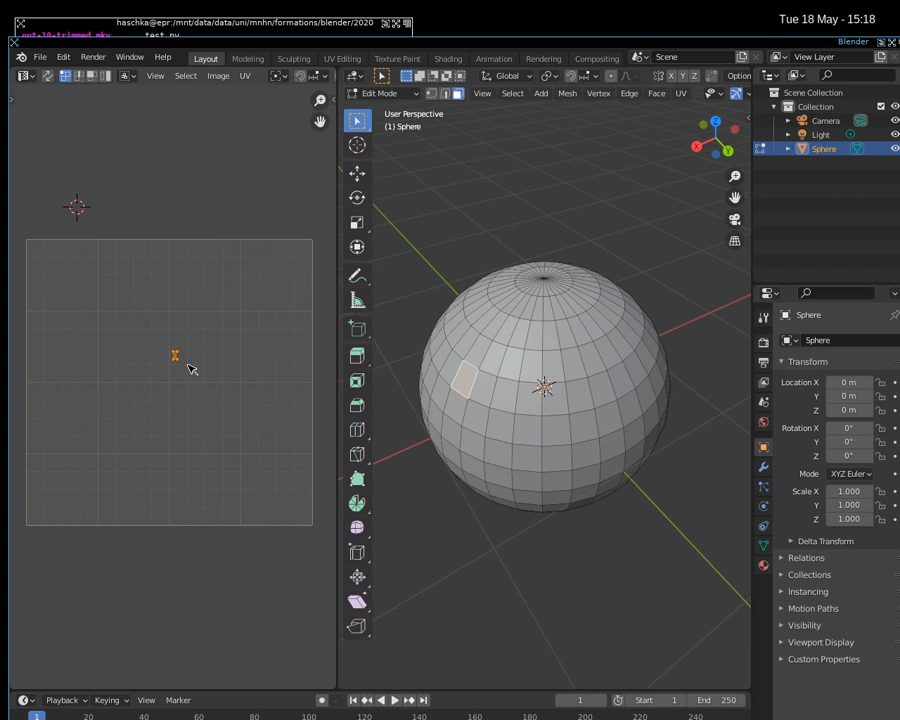 Tue 18 May - 15:18
haschka@epr:/mnt/data/data/uni/mnhn/formations/blender/2020
out-10-trimmed.mkv test.py
Blender
File Edit Render Window Help
Layout Modeling Sculpting UV Editing Texture Paint Shading Animation Rendering Compositing
Scene
View Layer
View Select Image UV
Global
X Y Z Option
Edit Mode
View Select Add Mesh Vertex Edge Face UV
User Perspective
(1) Sphere
Z
X
Y
Scene Collection
Collection
Camera
Light
Sphere
Sphere
Sphere
Transform
Location X 0 m
Y 0 m
Z 0 m
Rotation X 0°
Y 0°
Z 0°
Mode XYZ Euler
Scale X 1.000
Y 1.000
Z 1.000
Delta Transform
Relations
Collections
Instancing
Motion Paths
Visibility
Viewport Display
Custom Properties
Playback Keying View Marker
1
Start 1
End 250
1 20 40 60 80 100 120 140 160 180 200 220 240